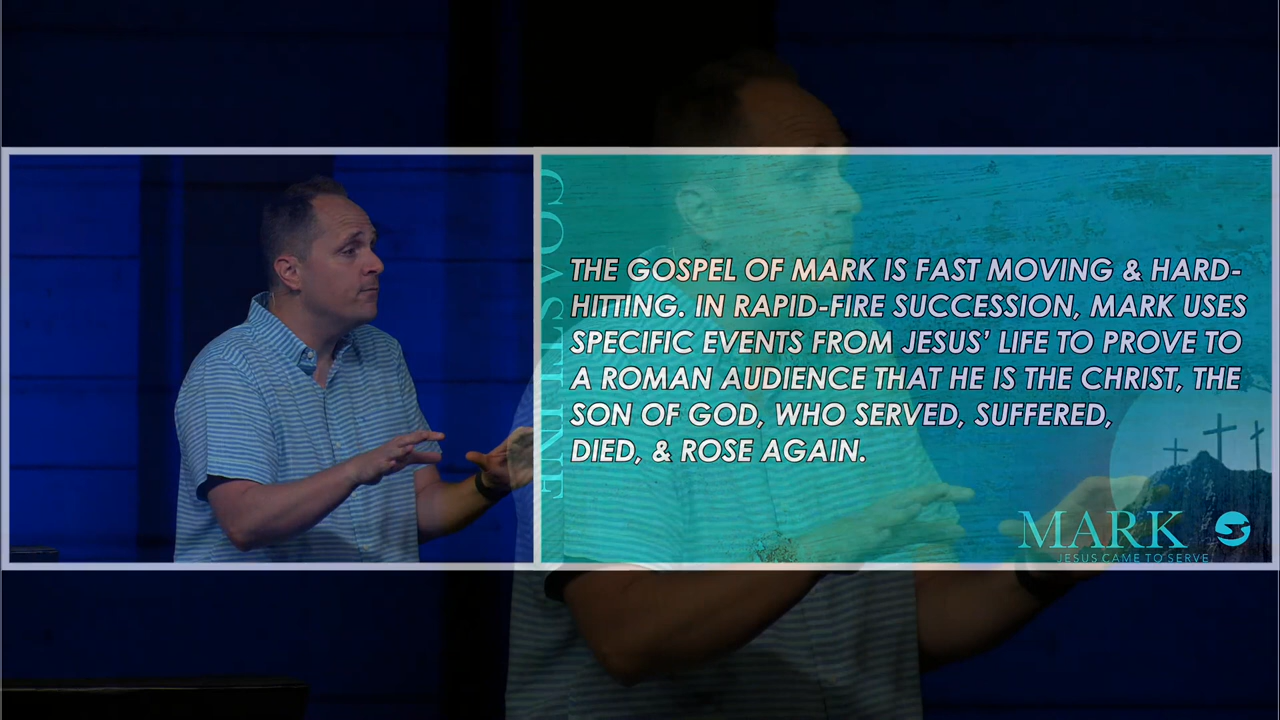 COASTLINE
THE GOSPEL OF MARK IS FAST MOVING & HARD-
HITTING. IN RAPID-FIRE SUCCESSION, MARK USES
SPECIFIC EVENTS FROM JESUS’ LIFE TO PROVE TO
A ROMAN AUDIENCE THAT HE IS THE CHRIST, THE
SON OF GOD, WHO SERVED, SUFFERED,
DIED, & ROSE AGAIN.
MARK
JESUS CAME TO SERVE